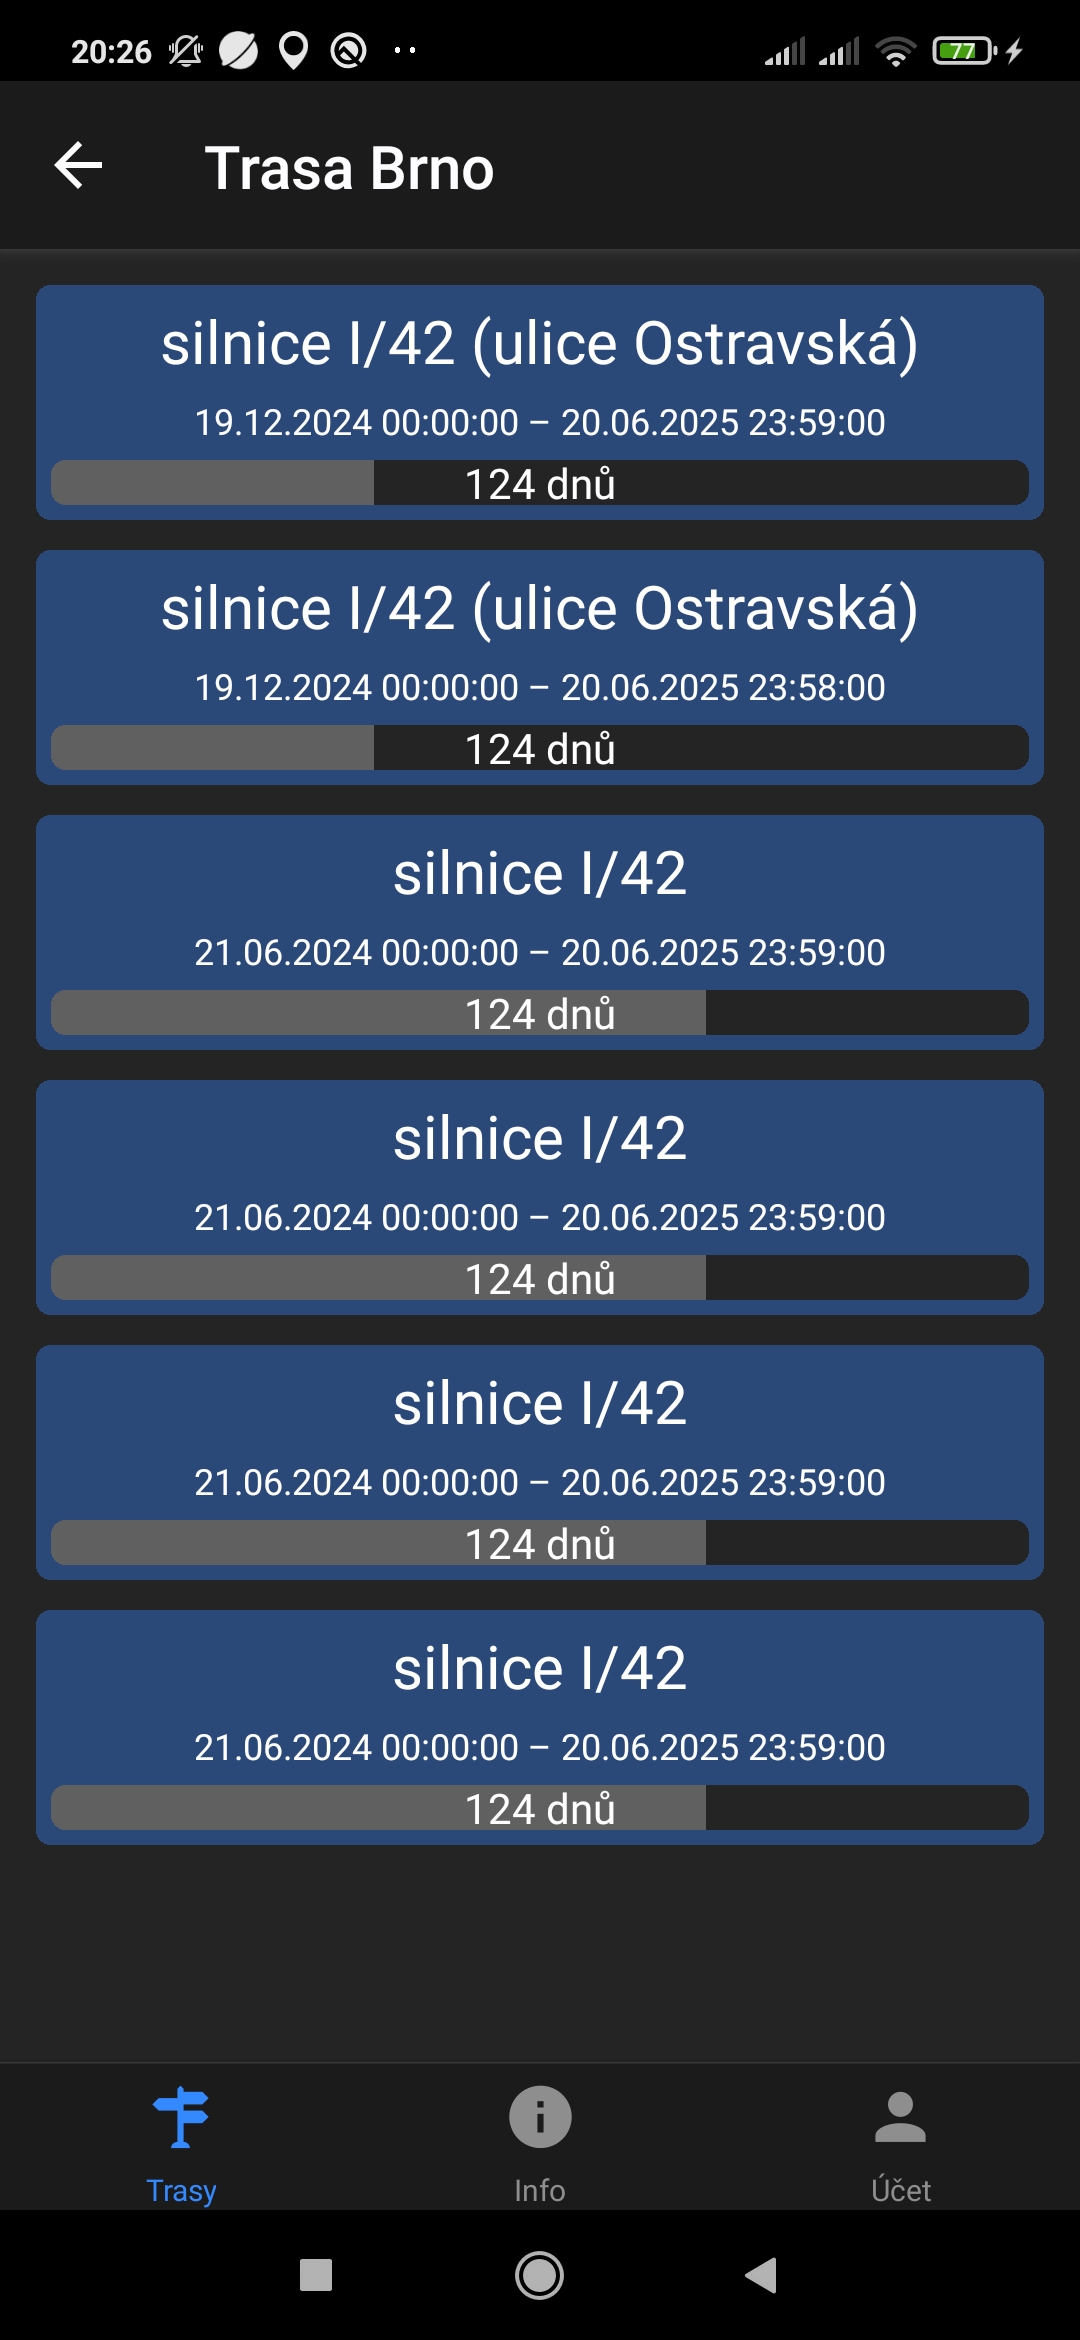 20:26
77
Trasa Brno
silnice I/42 (ulice Ostravská)
19.12.2024 00:00:00 – 20.06.2025 23:59:00
124 dnů
silnice I/42 (ulice Ostravská)
19.12.2024 00:00:00 – 20.06.2025 23:58:00
124 dnů
silnice I/42
21.06.2024 00:00:00 – 20.06.2025 23:59:00
124 dnů
silnice I/42
21.06.2024 00:00:00 – 20.06.2025 23:59:00
124 dnů
silnice I/42
21.06.2024 00:00:00 – 20.06.2025 23:59:00
124 dnů
silnice I/42
21.06.2024 00:00:00 – 20.06.2025 23:59:00
124 dnů
Trasy
Info
Účet